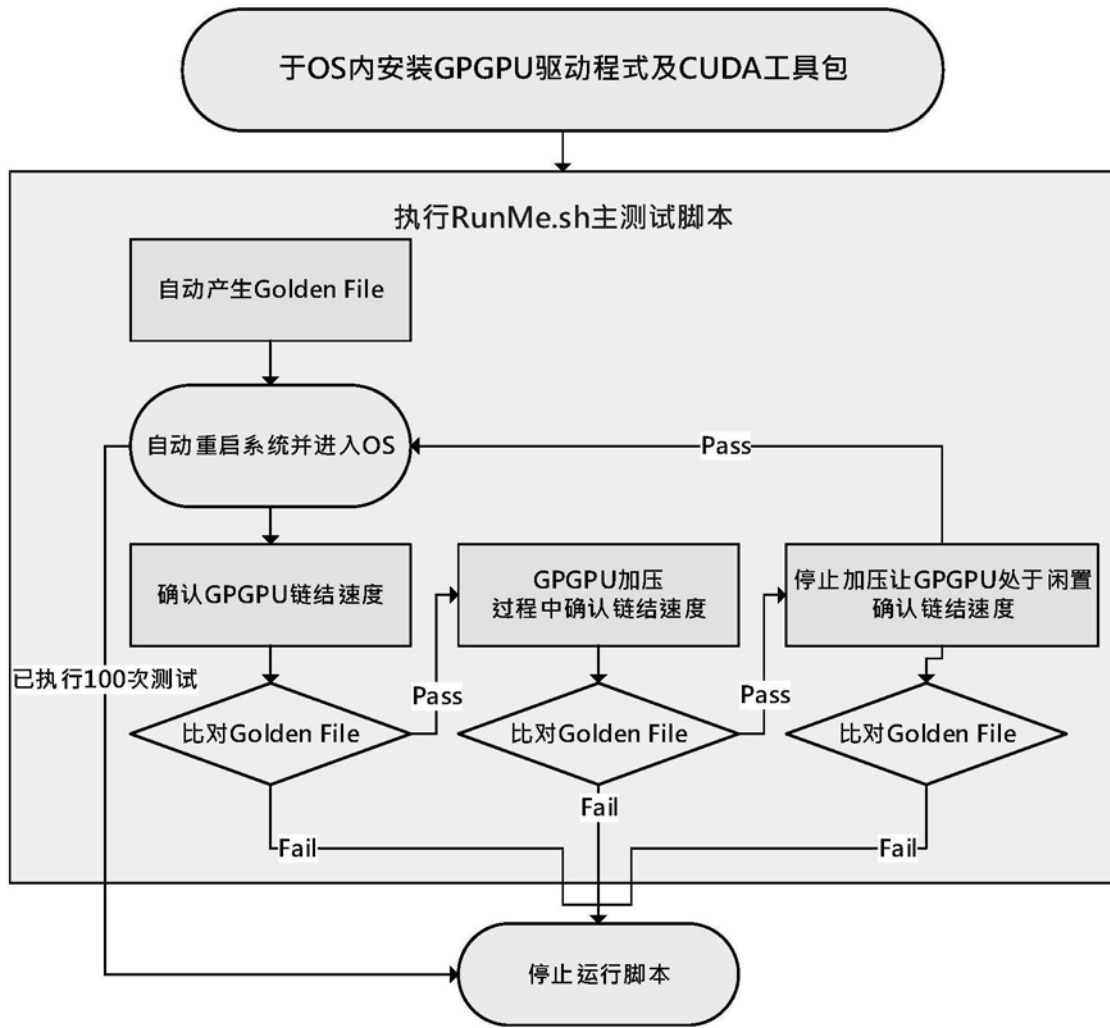 于OS内安装GPGPU驱动程式及CUDA工具包
执行RunMe.sh主测试脚本
自动产生Golden File
自动重启系统并进入OS
Pass
确认GPGPU链结速度
GPGPU加压
过程中确认链结速度
停止加压让GPGPU处于闲置
确认链结速度
已执行100次测试
Pass
Pass
比对Golden File
比对Golden File
比对Golden File
Fail
Fail
Fail
停止运行脚本